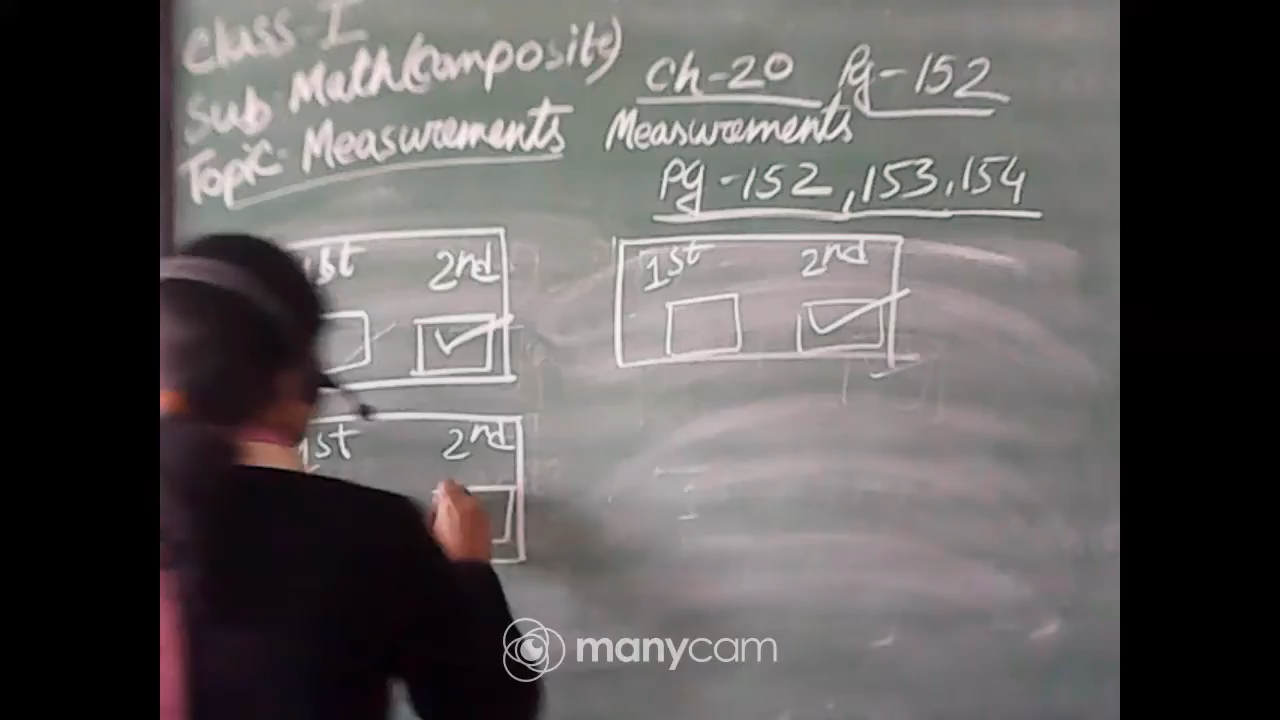 Class-I
Sub Math(Composite)
Topic- Measurements
Ch-20 Pg-152
Measurements
Pg-152,153,154
1st 2nd
1st 2nd
1st 2nd
manycam